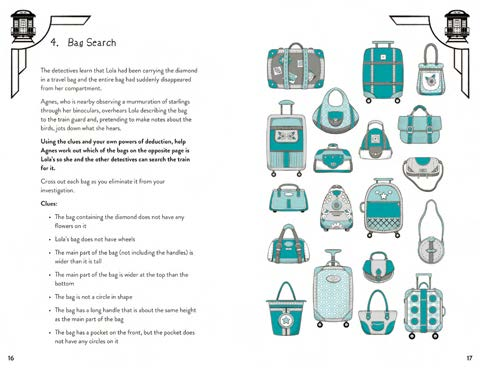 4. Bag Search
The detectives learn that Lola had been carrying the diamond
in a travel bag and the entire bag had suddenly disappeared
from her compartment.
Agnes, who is nearby observing a murmuration of starlings
through her binoculars, overhears Lola describing the bag
to the train guard and, pretending to make notes about the
birds, jots down what she hears.
Using the clues and your own powers of deduction, help
Agnes work out which of the bags on the opposite page is
Lola's so she and the other detectives can search the train
for it.
Cross out each bag as you eliminate it from your
investigation.
Clues:
• The bag containing the diamond does not have any
flowers on it
• Lola's bag does not have wheels
• The main part of the bag (not including the handles) is
wider than it is tall
• The main part of the bag is wider at the top than the
bottom
• The bag is not a circle in shape
• The bag has a long handle that is about the same height
as the main part of the bag
• The bag has a pocket on the front, but the pocket does
not have any circles on it
16
17